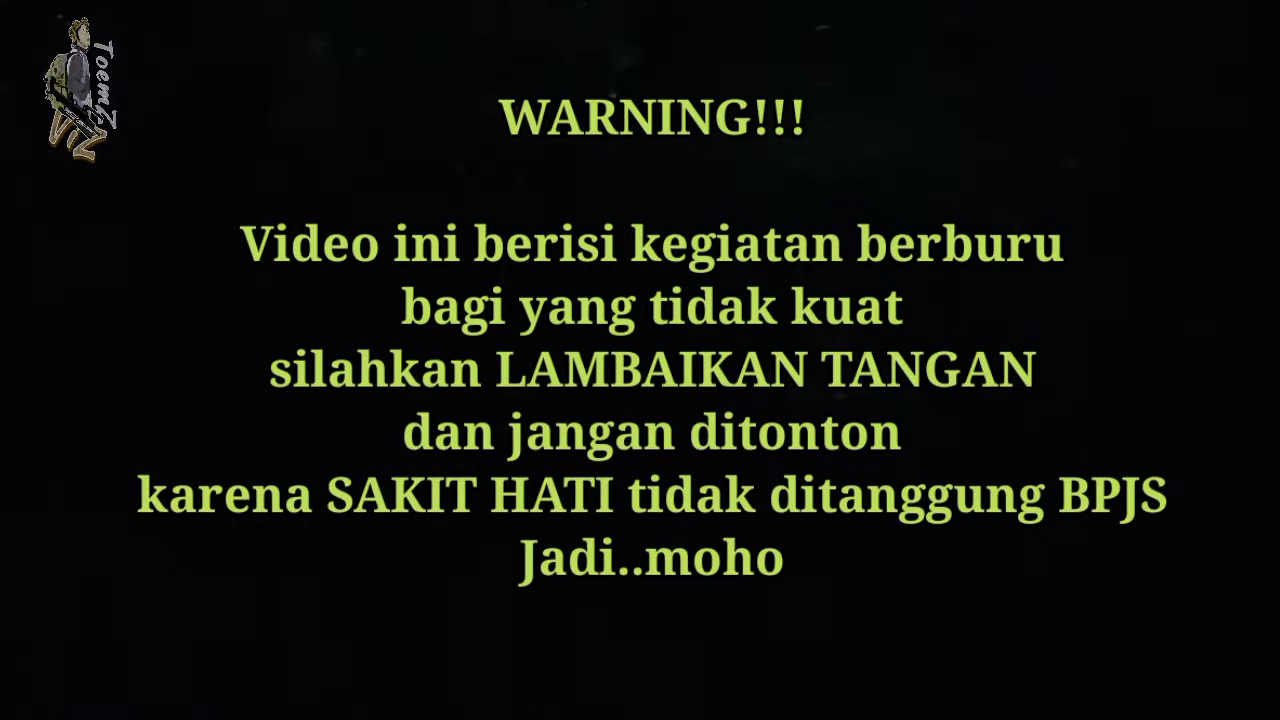 ToemZ
WARNING!!!
Video ini berisi kegiatan berburu
bagi yang tidak kuat
silahkan LAMBAIKAN TANGAN
dan jangan ditonton
karena SAKIT HATI tidak ditanggung BPJS
Jadi..moho